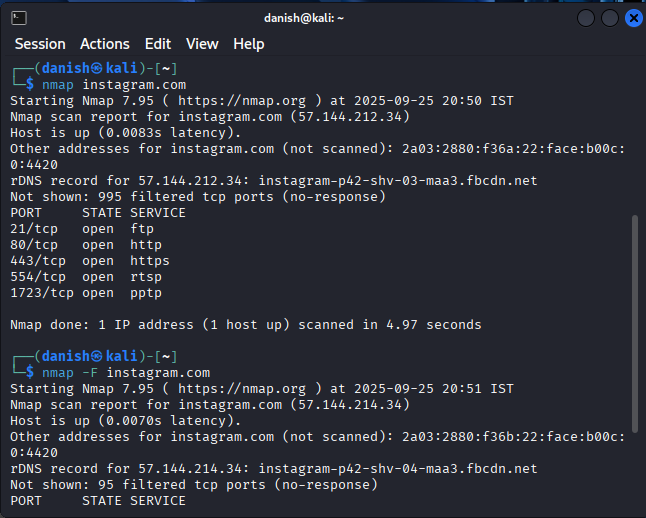 danish@kali: ~
Session Actions Edit View Help
┌──(danish㉿kali)-[~]
└─$ nmap instagram.com
Starting Nmap 7.95 ( https://nmap.org ) at 2025-09-25 20:50 IST
Nmap scan report for instagram.com (57.144.212.34)
Host is up (0.0083s latency).
Other addresses for instagram.com (not scanned): 2a03:2880:f36a:22:face:b00c:
0:4420
rDNS record for 57.144.212.34: instagram-p42-shv-03-maa3.fbcdn.net
Not shown: 995 filtered tcp ports (no-response)
PORT     STATE SERVICE
21/tcp   open  ftp
80/tcp   open  http
443/tcp  open  https
554/tcp  open  rtsp
1723/tcp open  pptp
Nmap done: 1 IP address (1 host up) scanned in 4.97 seconds
┌──(danish㉿kali)-[~]
└─$ nmap -F instagram.com
Starting Nmap 7.95 ( https://nmap.org ) at 2025-09-25 20:51 IST
Nmap scan report for instagram.com (57.144.214.34)
Host is up (0.0070s latency).
Other addresses for instagram.com (not scanned): 2a03:2880:f36b:22:face:b00c:
0:4420
rDNS record for 57.144.214.34: instagram-p42-shv-04-maa3.fbcdn.net
Not shown: 95 filtered tcp ports (no-response)
PORT     STATE SERVICE